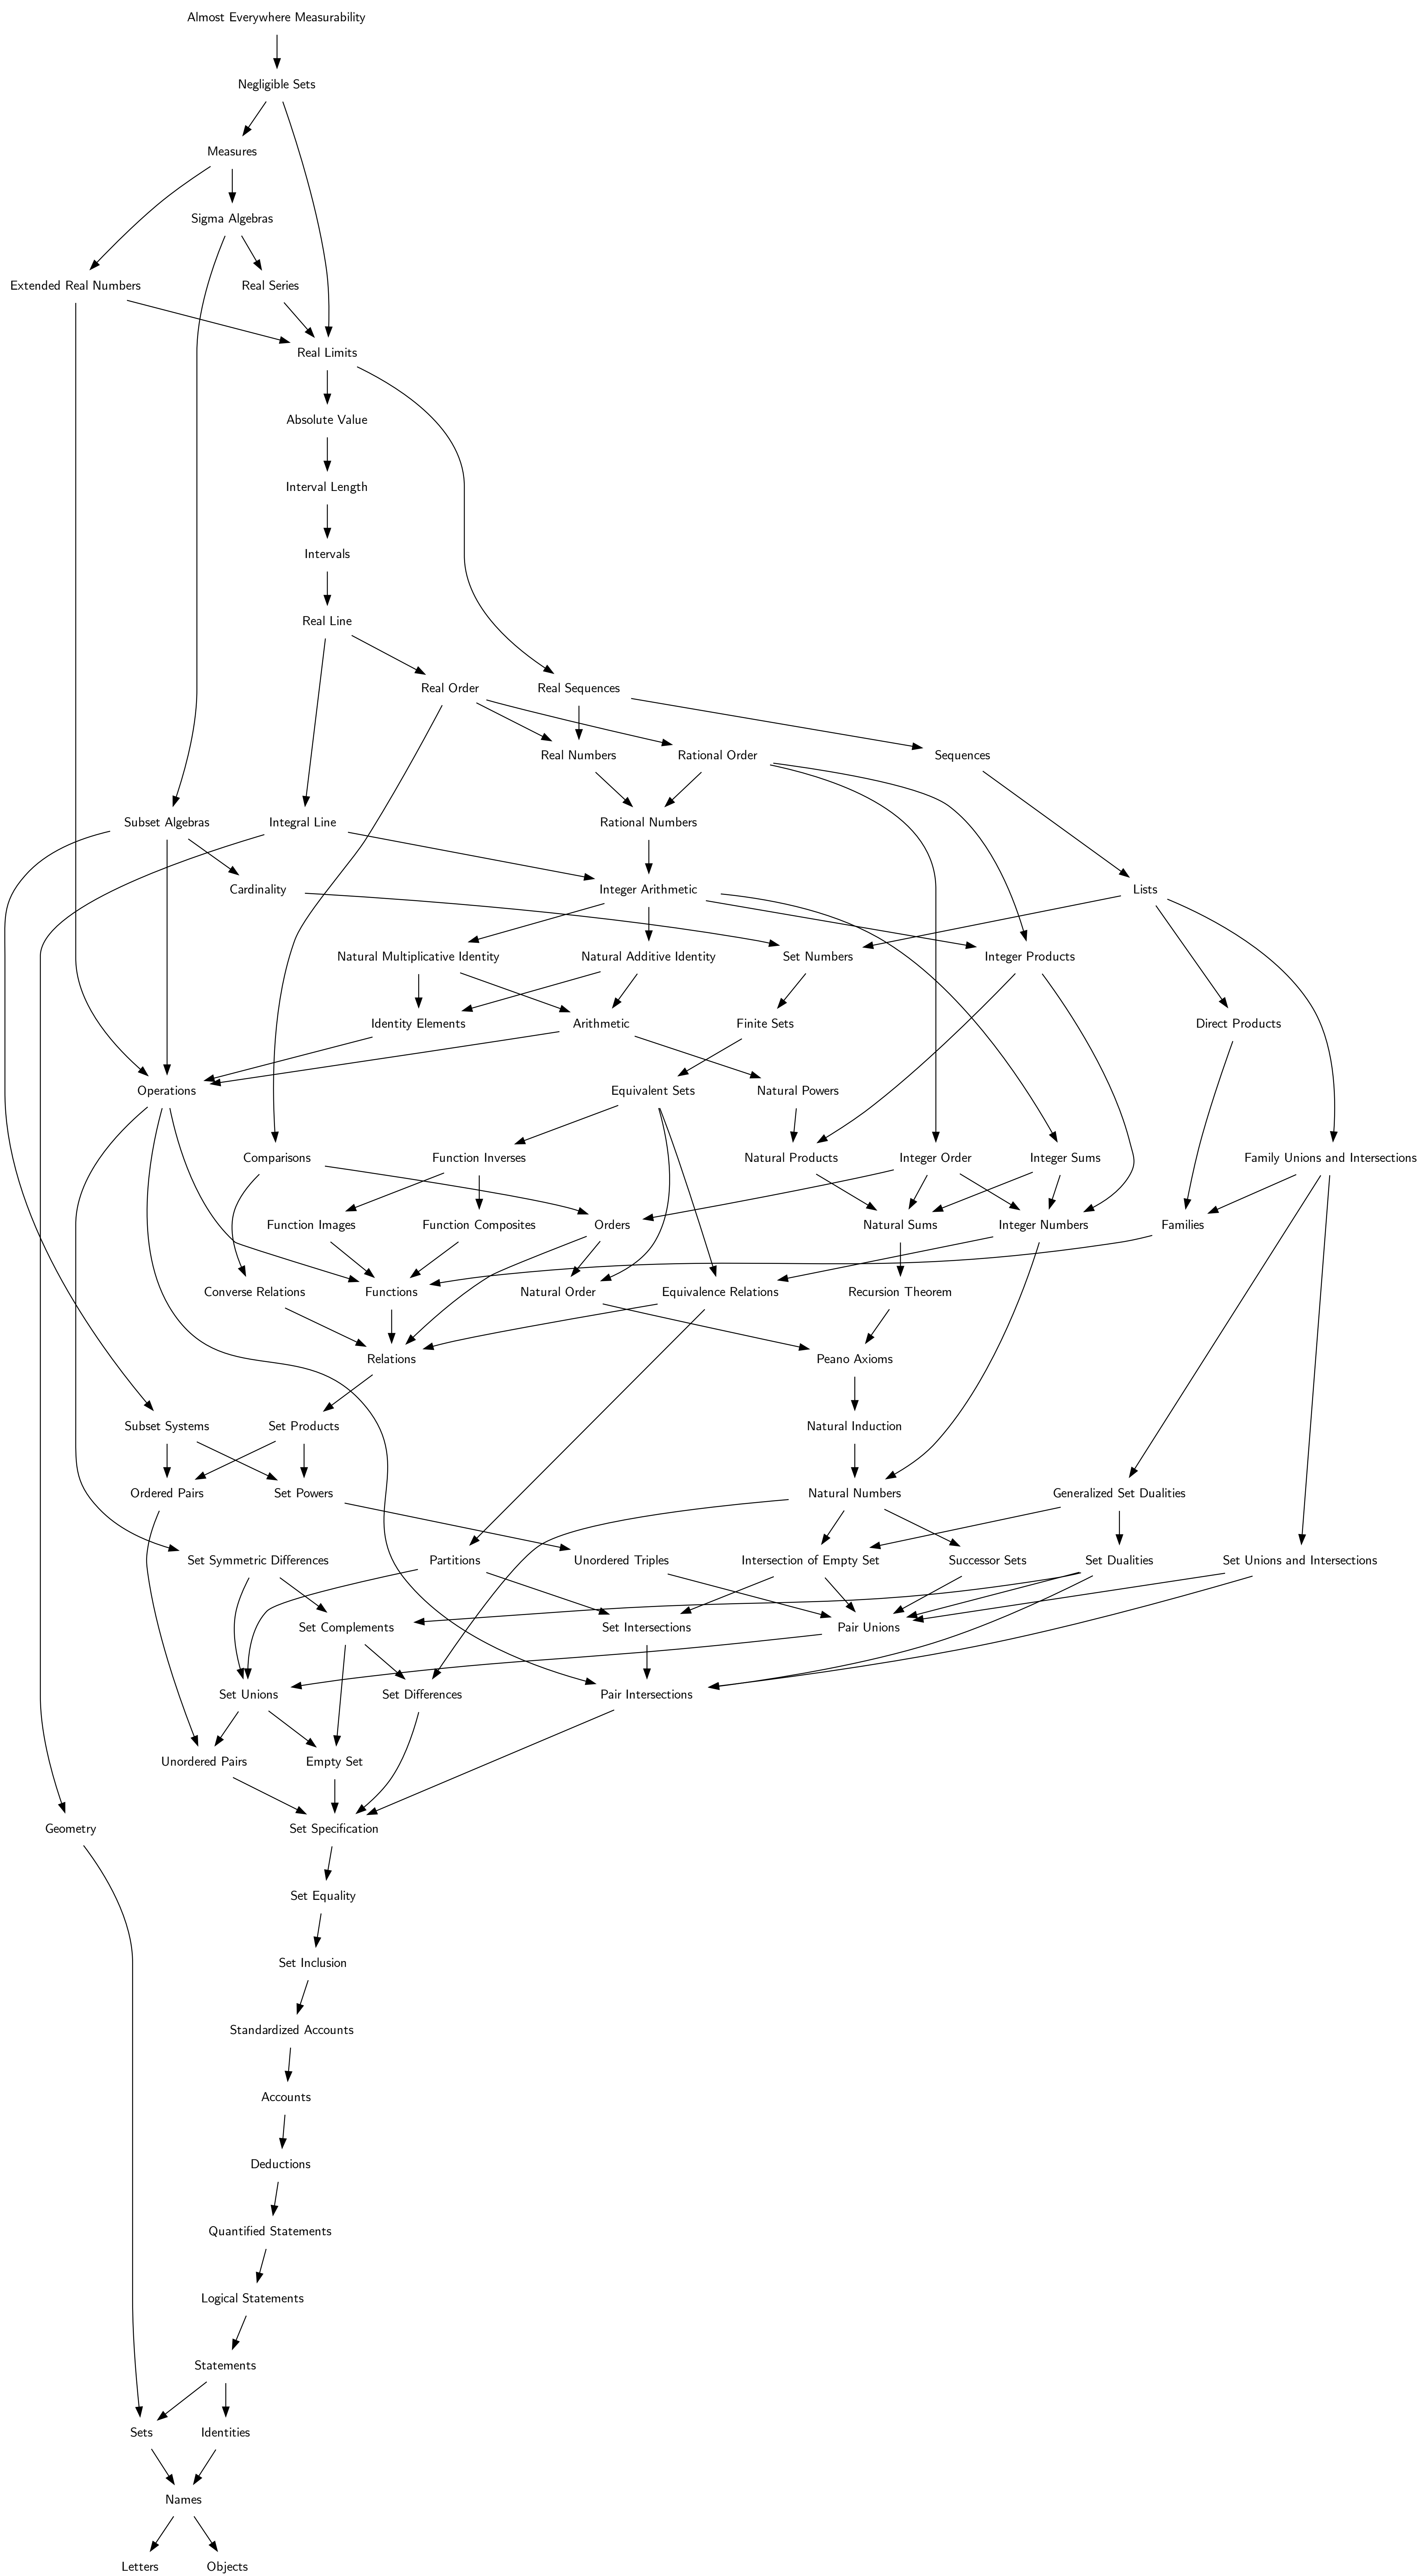 Almost Everywhere Measurability
Negligible Sets
Measures
Sigma Algebras
Extended Real Numbers
Real Series
Real Limits
Absolute Value
Interval Length
Intervals
Real Line
Real Order
Real Sequences
Real Numbers
Rational Order
Sequences
Subset Algebras
Integral Line
Rational Numbers
Cardinality
Integer Arithmetic
Lists
Natural Multiplicative Identity
Natural Additive Identity
Set Numbers
Integer Products
Identity Elements
Arithmetic
Finite Sets
Direct Products
Operations
Equivalent Sets
Natural Powers
Comparisons
Function Inverses
Natural Products
Integer Order
Integer Sums
Family Unions and Intersections
Function Images
Function Composites
Orders
Natural Sums
Integer Numbers
Families
Converse Relations
Functions
Natural Order
Equivalence Relations
Recursion Theorem
Relations
Peano Axioms
Subset Systems
Set Products
Natural Induction
Ordered Pairs
Set Powers
Natural Numbers
Generalized Set Dualities
Set Symmetric Differences
Partitions
Unordered Triples
Intersection of Empty Set
Successor Sets
Set Dualities
Set Unions and Intersections
Set Complements
Set Intersections
Pair Unions
Set Unions
Set Differences
Pair Intersections
Unordered Pairs
Empty Set
Geometry
Set Specification
Set Equality
Set Inclusion
Standardized Accounts
Accounts
Deductions
Quantified Statements
Logical Statements
Statements
Sets
Identities
Names
Letters
Objects